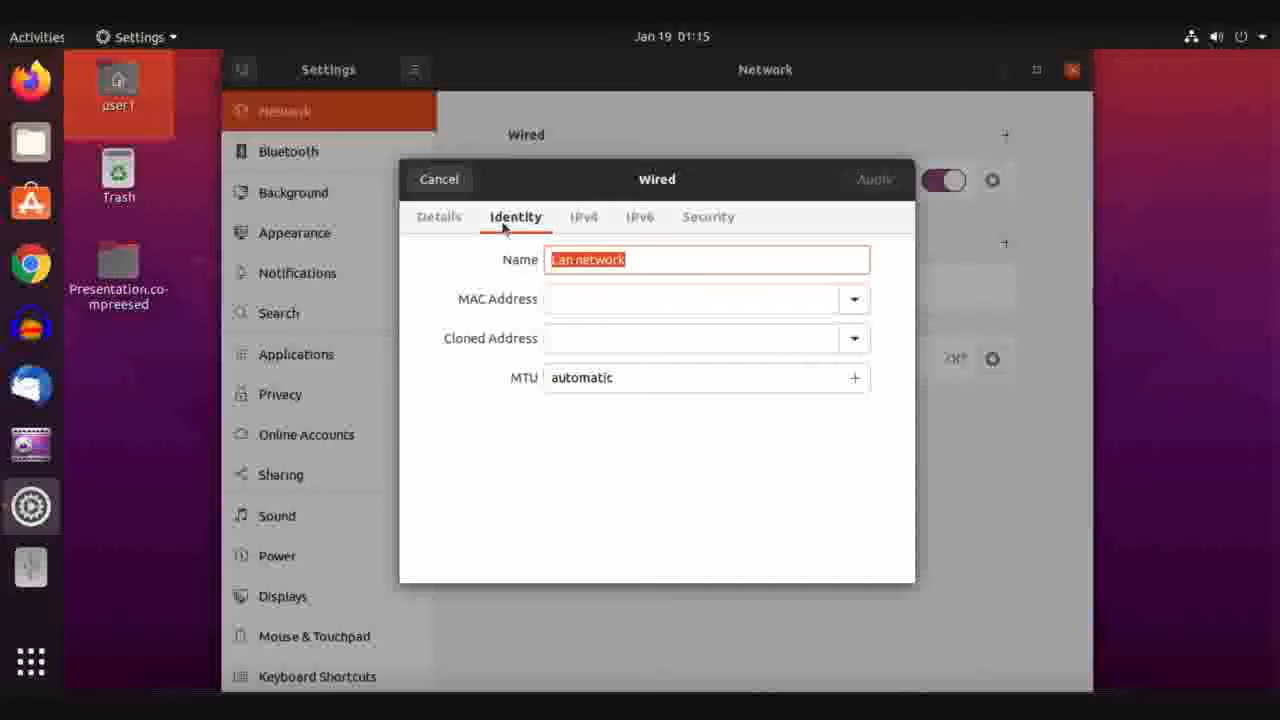 Activities
Settings
Jan 19 01:15
user1
Trash
Presentation.co-
mpreesed
Settings
Network
Network
Bluetooth
Background
Appearance
Notifications
Search
Applications
Privacy
Online Accounts
Sharing
Sound
Power
Displays
Mouse & Touchpad
Keyboard Shortcuts
Wired
Cancel
Wired
Apply
Details
Identity
IPv4
IPv6
Security
Name
Lan network
MAC Address
Cloned Address
MTU
automatic